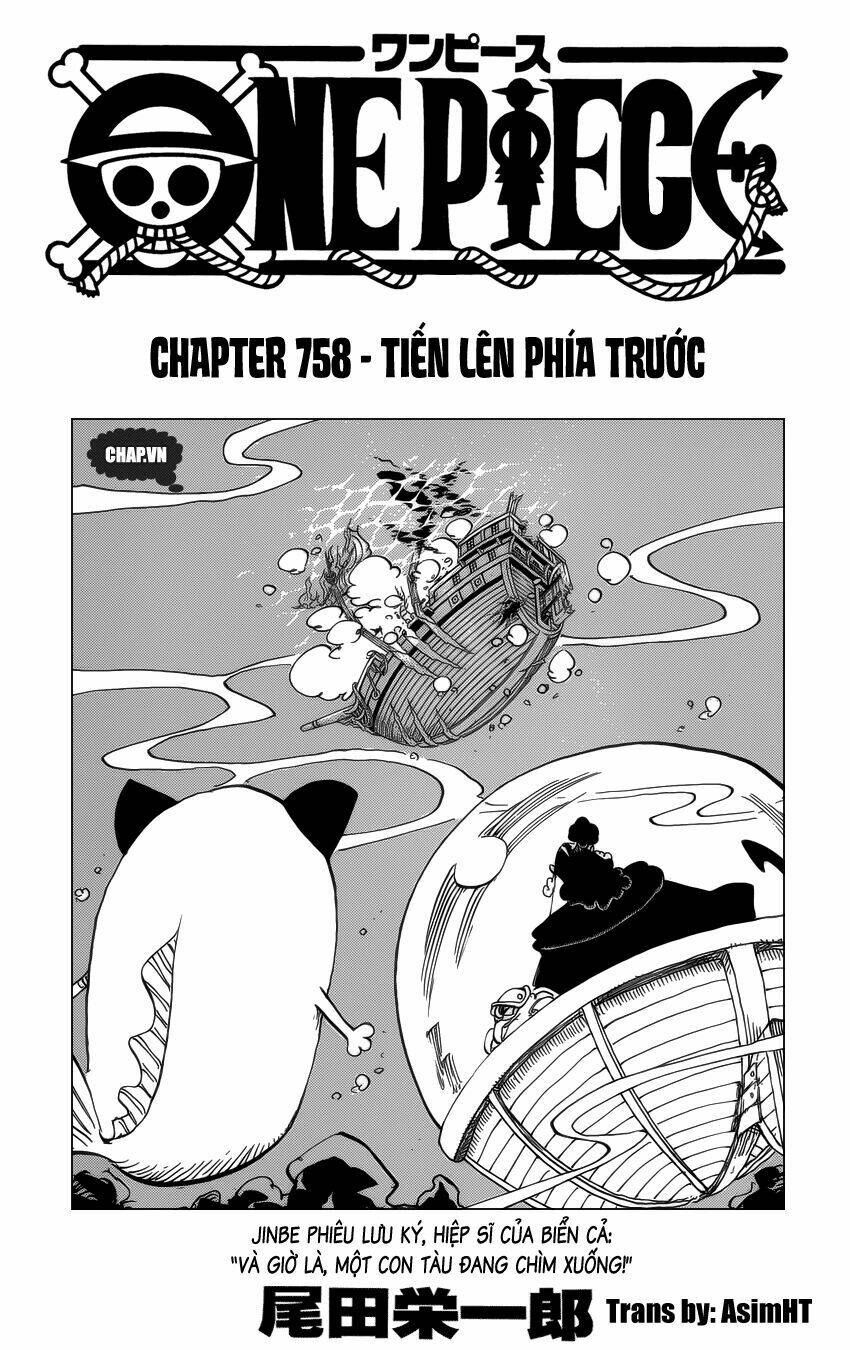 ワンピース
ONE PIECE
CHAPTER 758 - TIẾN LÊN PHÍA TRƯỚC
CHAP.VN
JINBE PHIÊU LƯU KÝ, HIỆP SĨ CỦA BIỂN CẢ:
"VÀ GIỜ LÀ, MỘT CON TÀU ĐANG CHÌM XUỐNG!"
尾田栄一郎 Trans by: AsimHT